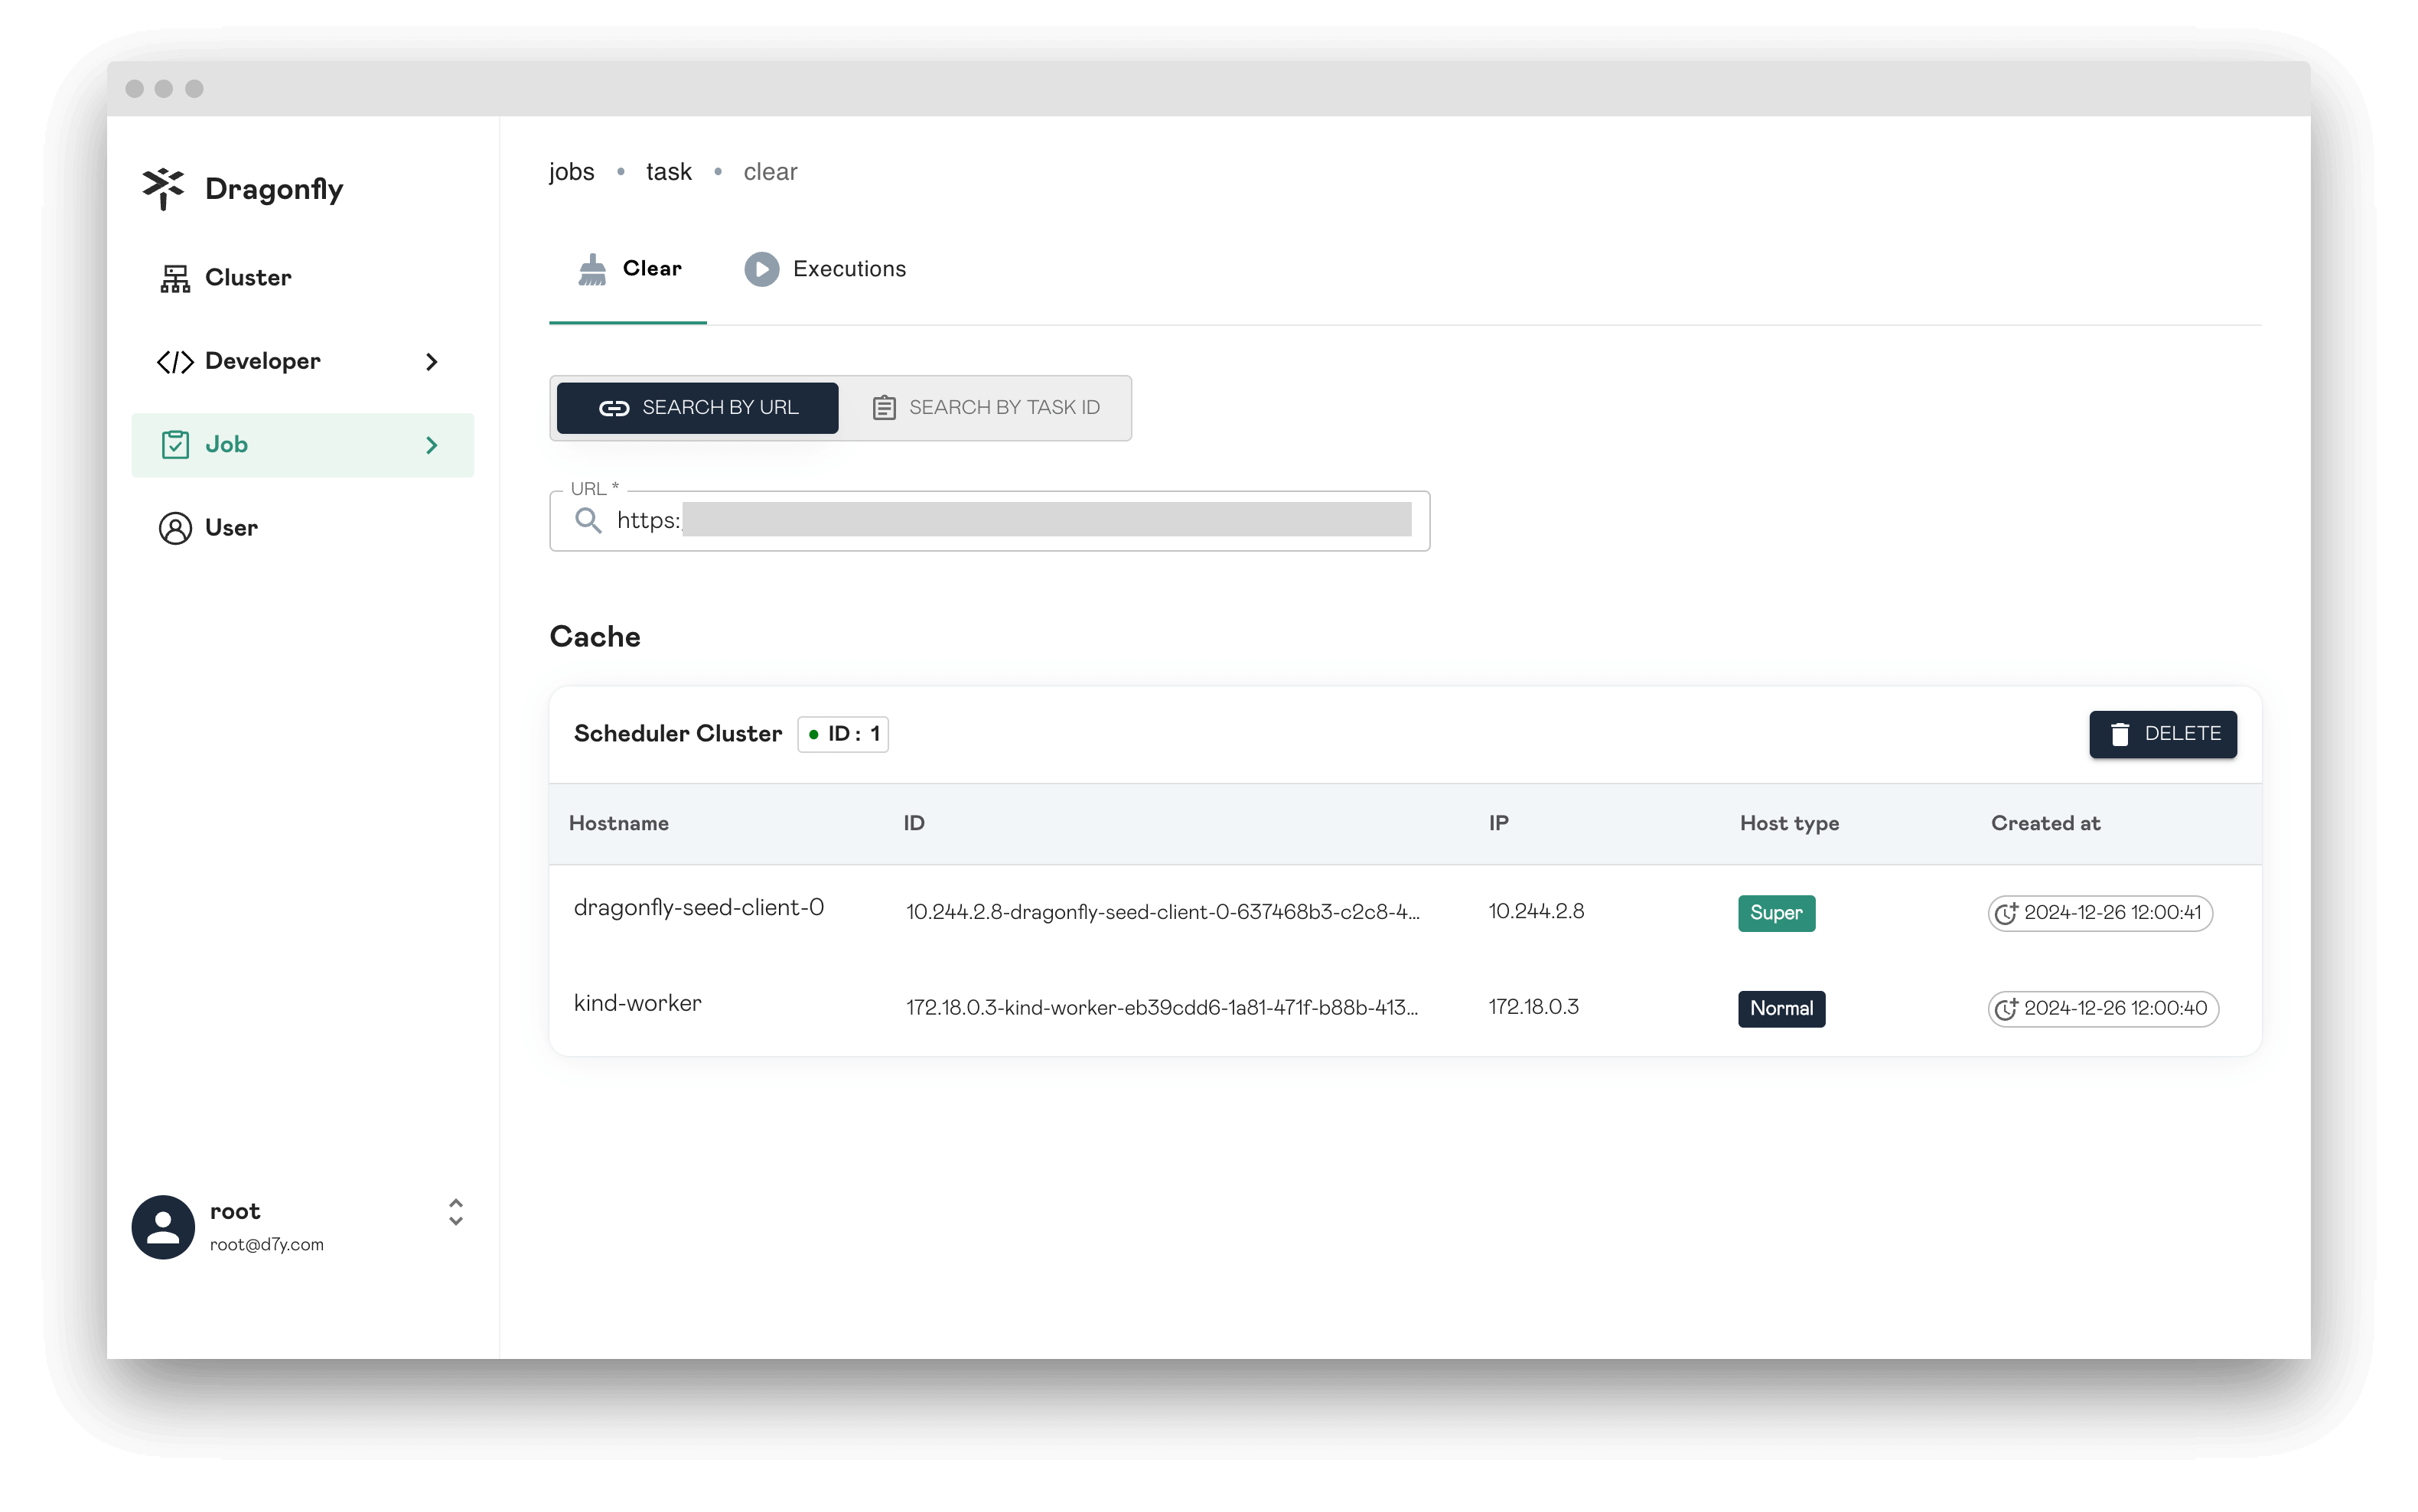 Dragonfly
Cluster
Developer
Job
User
root
root@d7y.com
jobs • task • clear
Clear Executions
SEARCH BY URL SEARCH BY TASK ID
URL *
https:
Cache
Scheduler Cluster ID : 1 DELETE
Hostname ID IP Host type Created at
dragonfly-seed-client-0 10.244.2.8-dragonfly-seed-client-0-637468b3-c2c8-4... 10.244.2.8 Super 2024-12-26 12:00:41
kind-worker 172.18.0.3-kind-worker-eb39cdd6-1a81-471f-b88b-413... 172.18.0.3 Normal 2024-12-26 12:00:40